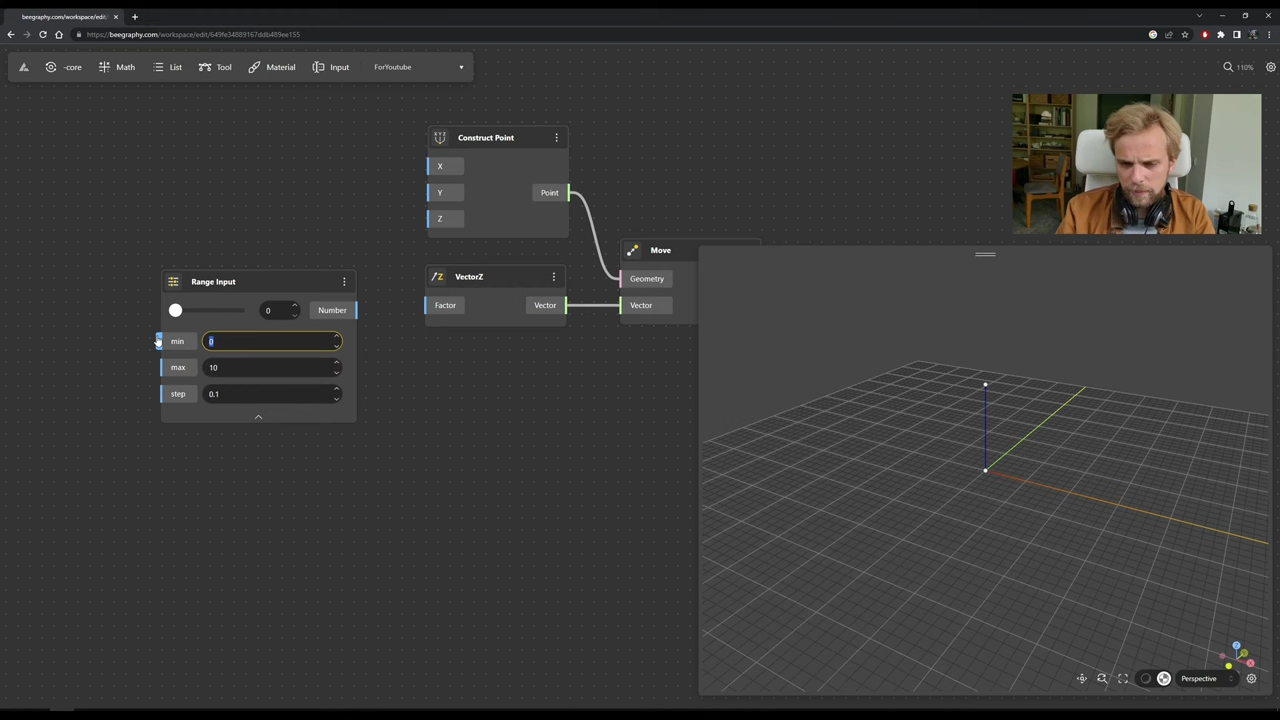 beegraphy.com/workspace/edit/
https://beegraphy.com/workspace/edit/649fe34889167ddb489ee155
-core
Math
List
Tool
Material
Input
ForYoutube
110%
Construct Point
X
Y
Point
Z
Move
Geometry
VectorZ
Factor
Vector
Vector
Range Input
0
Number
min
0
max
10
step
0.1
Z
X
Perspective